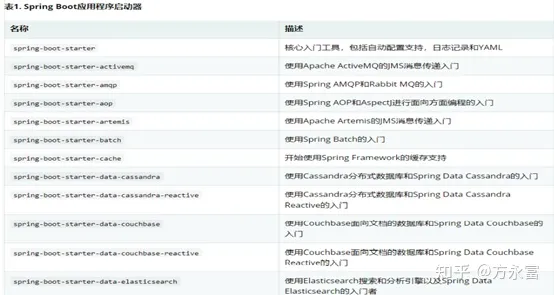 表1. Spring Boot应用程序启动器
名称 描述
spring-boot-starter 核心入门工具，包括自动配置支持，日志记录和YAML
spring-boot-starter-activemq 使用Apache ActiveMQ的JMS消息传递入门
spring-boot-starter-amqp 使用Spring AMQP和Rabbit MQ的入门
spring-boot-starter-aop 使用Spring AOP和AspectJ进行面向方面编程的入门
spring-boot-starter-artemis 使用Apache Artemis的JMS消息传递入门
spring-boot-starter-batch 使用Spring Batch的入门
spring-boot-starter-cache 开始使用Spring Framework的缓存支持
spring-boot-starter-data-cassandra 使用Cassandra分布式数据库和Spring Data Cassandra的入门
spring-boot-starter-data-cassandra-reactive 使用Cassandra分布式数据库和Spring Data Cassandra
Reactive的入门
spring-boot-starter-data-couchbase 使用Couchbase面向文档的数据库和Spring Data Couchbase的
入门
spring-boot-starter-data-couchbase-reactive 使用Couchbase面向文档的数据库和Spring Data Couchbase
Reactive的入门
spring-boot-starter-data-elasticsearch 使用Elasticsearch搜索和分析引擎以及Spring Data
Elasticsearch的入门者
知乎 @方永富